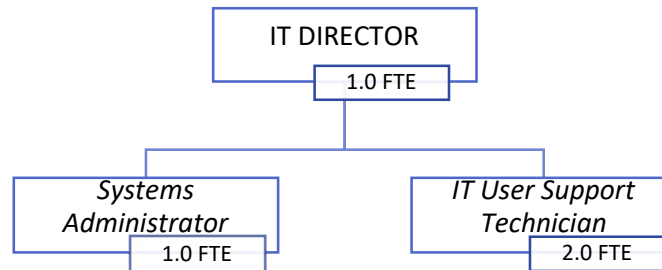 IT DIRECTOR
1.0 FTE
Systems
Administrator
1.0 FTE
IT User Support
Technician
2.0 FTE